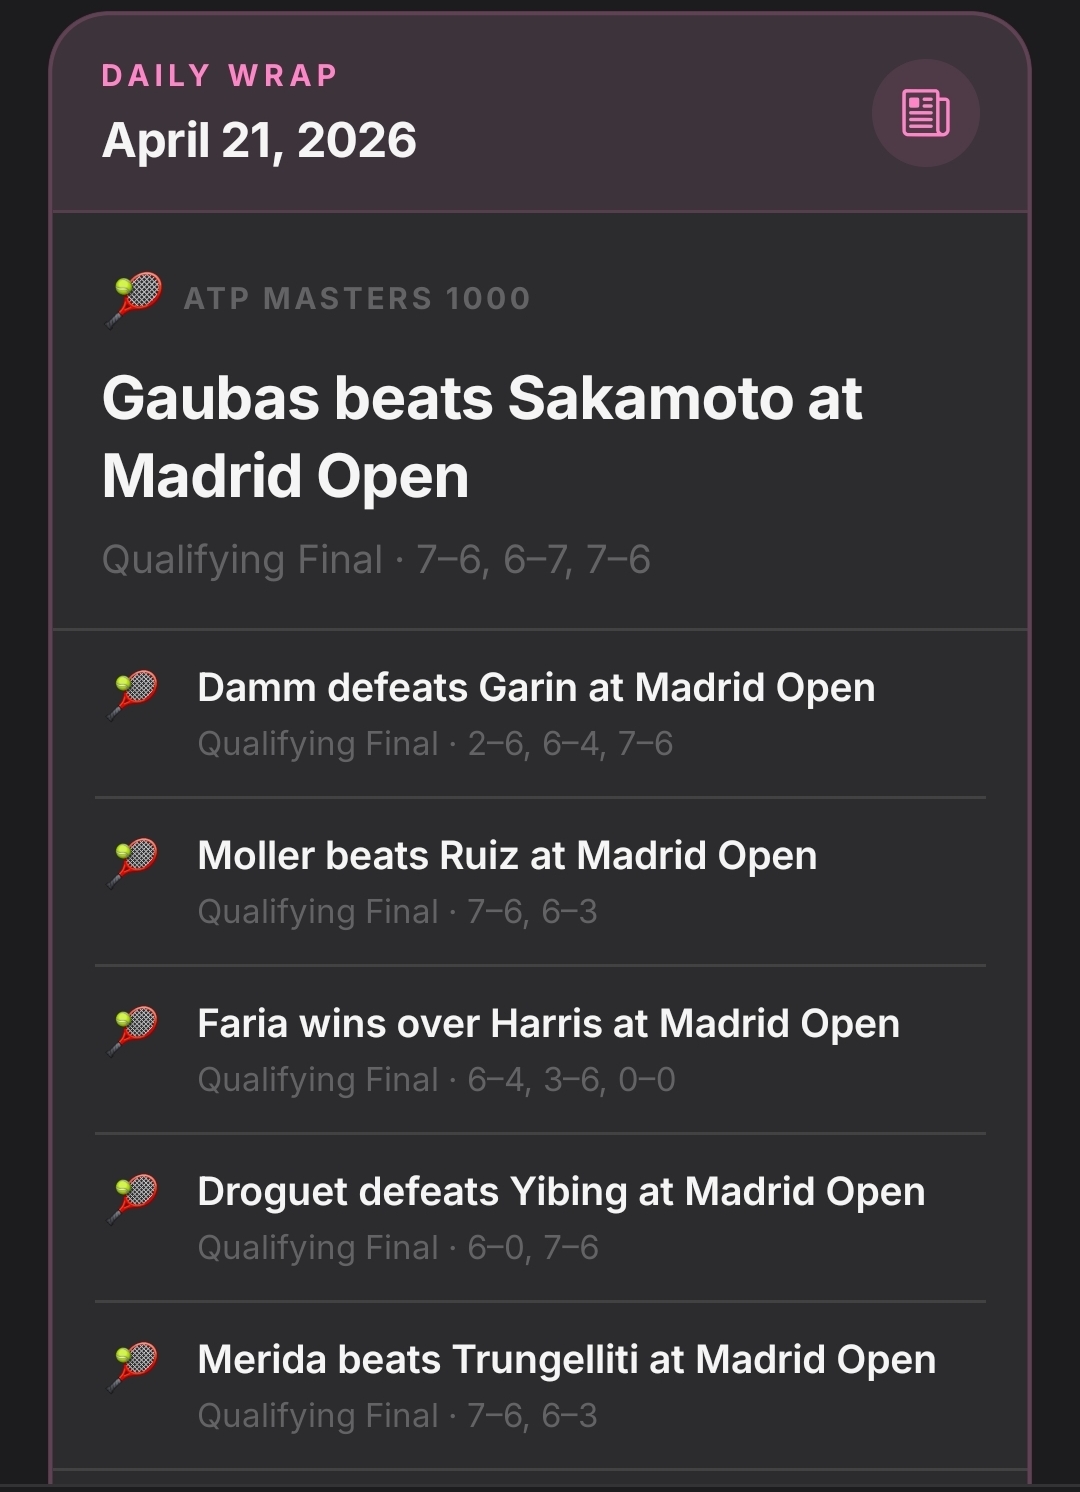 DAILY WRAP
April 21, 2026
ATP MASTERS 1000
Gaubas beats Sakamoto at
Madrid Open
Qualifying Final · 7–6, 6–7, 7–6
Damm defeats Garin at Madrid Open
Qualifying Final · 2–6, 6–4, 7–6
Moller beats Ruiz at Madrid Open
Qualifying Final · 7–6, 6–3
Faria wins over Harris at Madrid Open
Qualifying Final · 6–4, 3–6, 0–0
Droguet defeats Yibing at Madrid Open
Qualifying Final · 6–0, 7–6
Merida beats Trungelliti at Madrid Open
Qualifying Final · 7–6, 6–3